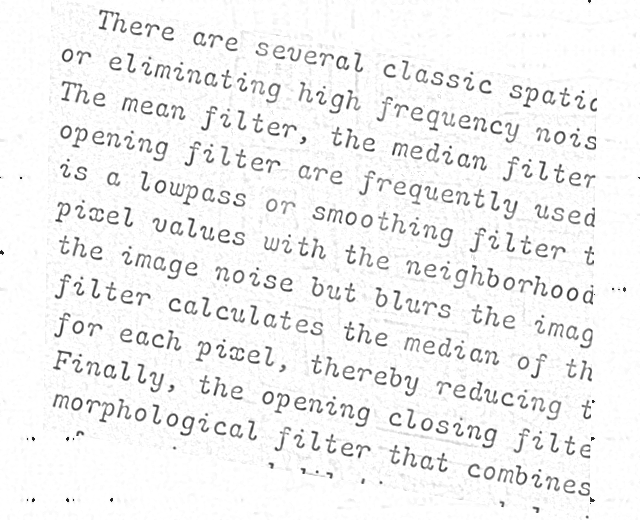 There are several classic spatic
or eliminating high frequency nois
The mean filter, the median filter
opening filter are frequently used
is a lowpass or smoothing filter t
pixel values with the neighborhood
the image noise but blurs the imag
filter calculates the median of th
for each pixel, thereby reducing t
Finally, the opening closing filte
morphological filter that combines